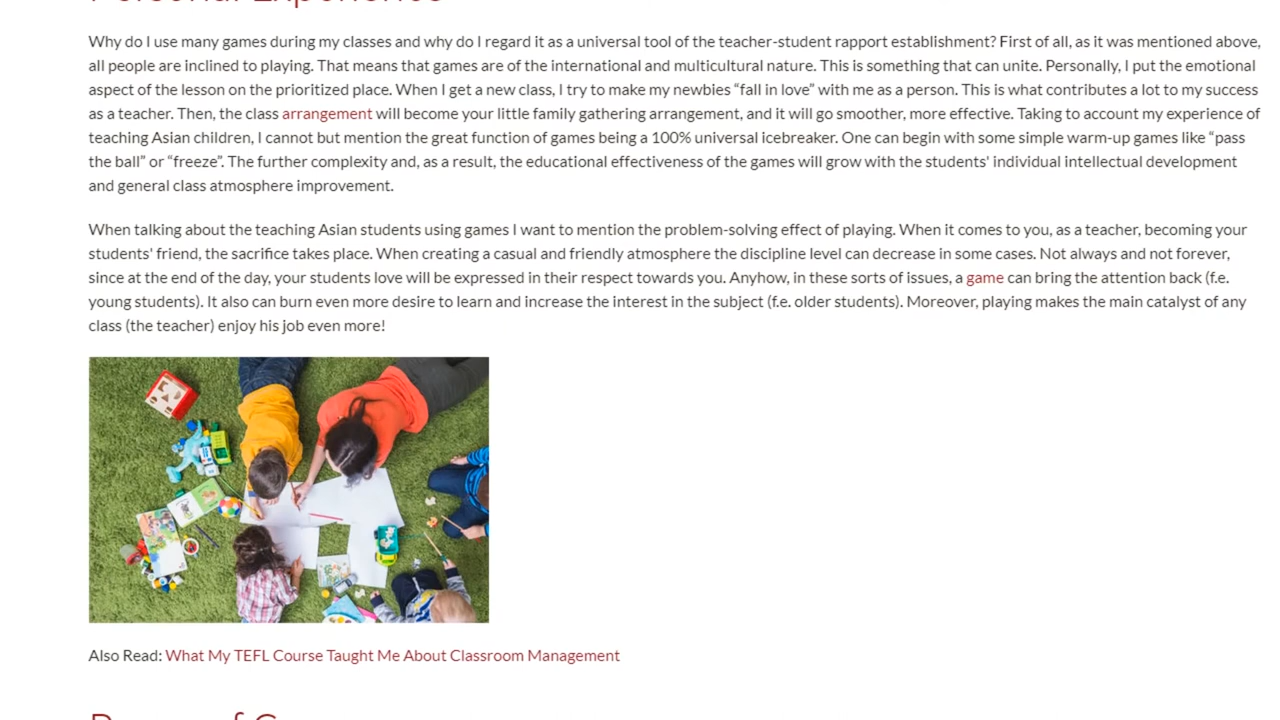 Personal Experience
Why do I use many games during my classes and why do I regard it as a universal tool of the teacher-student rapport establishment? First of all, as it was mentioned above,
all people are inclined to playing. That means that games are of the international and multicultural nature. This is something that can unite. Personally, I put the emotional
aspect of the lesson on the prioritized place. When I get a new class, I try to make my newbies “fall in love” with me as a person. This is what contributes a lot to my success
as a teacher. Then, the class arrangement will become your little family gathering arrangement, and it will go smoother, more effective. Taking to account my experience of
teaching Asian children, I cannot but mention the great function of games being a 100% universal icebreaker. One can begin with some simple warm-up games like “pass
the ball” or “freeze”. The further complexity and, as a result, the educational effectiveness of the games will grow with the students' individual intellectual development
and general class atmosphere improvement.
When talking about the teaching Asian students using games I want to mention the problem-solving effect of playing. When it comes to you, as a teacher, becoming your
students' friend, the sacrifice takes place. When creating a casual and friendly atmosphere the discipline level can decrease in some cases. Not always and not forever,
since at the end of the day, your students love will be expressed in their respect towards you. Anyhow, in these sorts of issues, a game can bring the attention back (f.e.
young students). It also can burn even more desire to learn and increase the interest in the subject (f.e. older students). Moreover, playing makes the main catalyst of any
class (the teacher) enjoy his job even more!
Also Read: What My TEFL Course Taught Me About Classroom Management